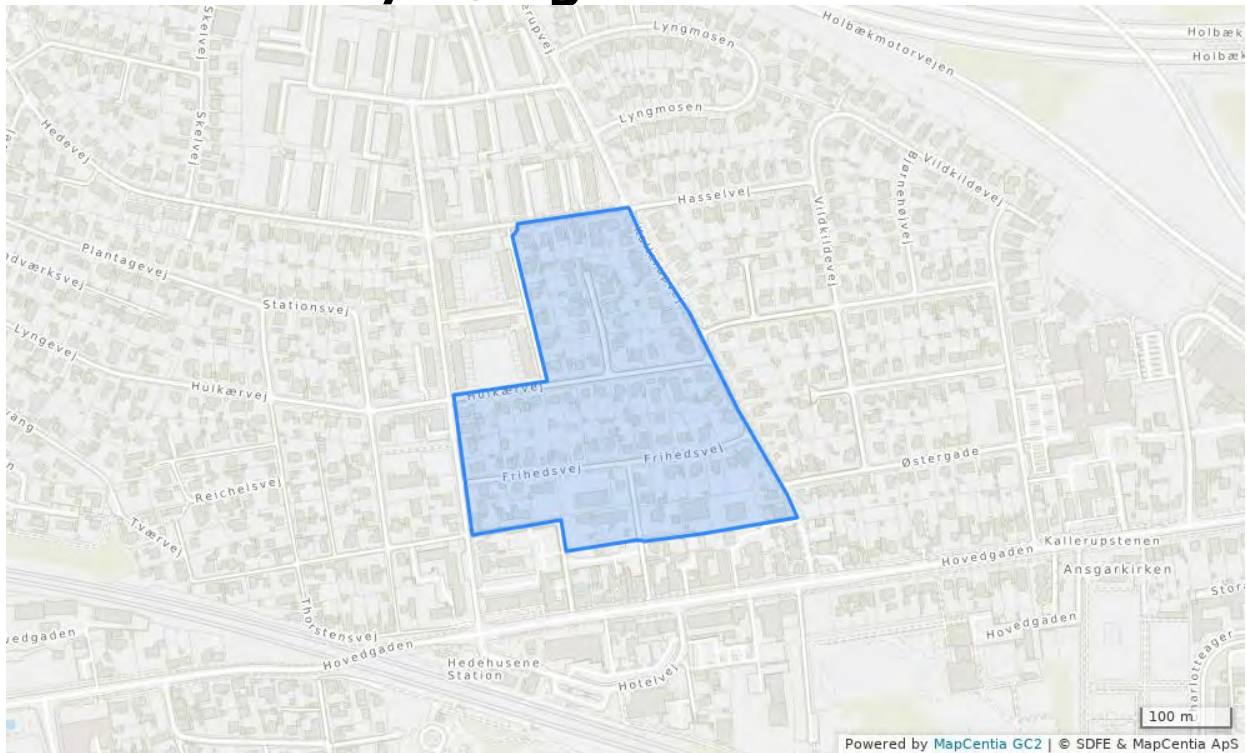 Skelvej
Lyngmosen
Holbækmotorvejen
Holbæk
Holbæk
Lyngmosen
Skelvej
Hedevej
Vildkildevej
Bjørnehøjvej
Hasselvej
Vildkildevej
Kallerupvej
Plantagevej
Stationsvej
Lyngevej
Hulkærvej
Hulkærvej
Frihedsvej
Frihedsvej
Østergade
Reichelsvej
Tværvej
Thorstensvej
Kallerupstenen
Hovedgaden
Ansgarkirken
Hovedgaden
Hovedgaden
Hedehusene
Station
Hotelvej
100 m
Powered by MapCentia GC2 | © SDFE & MapCentia ApS